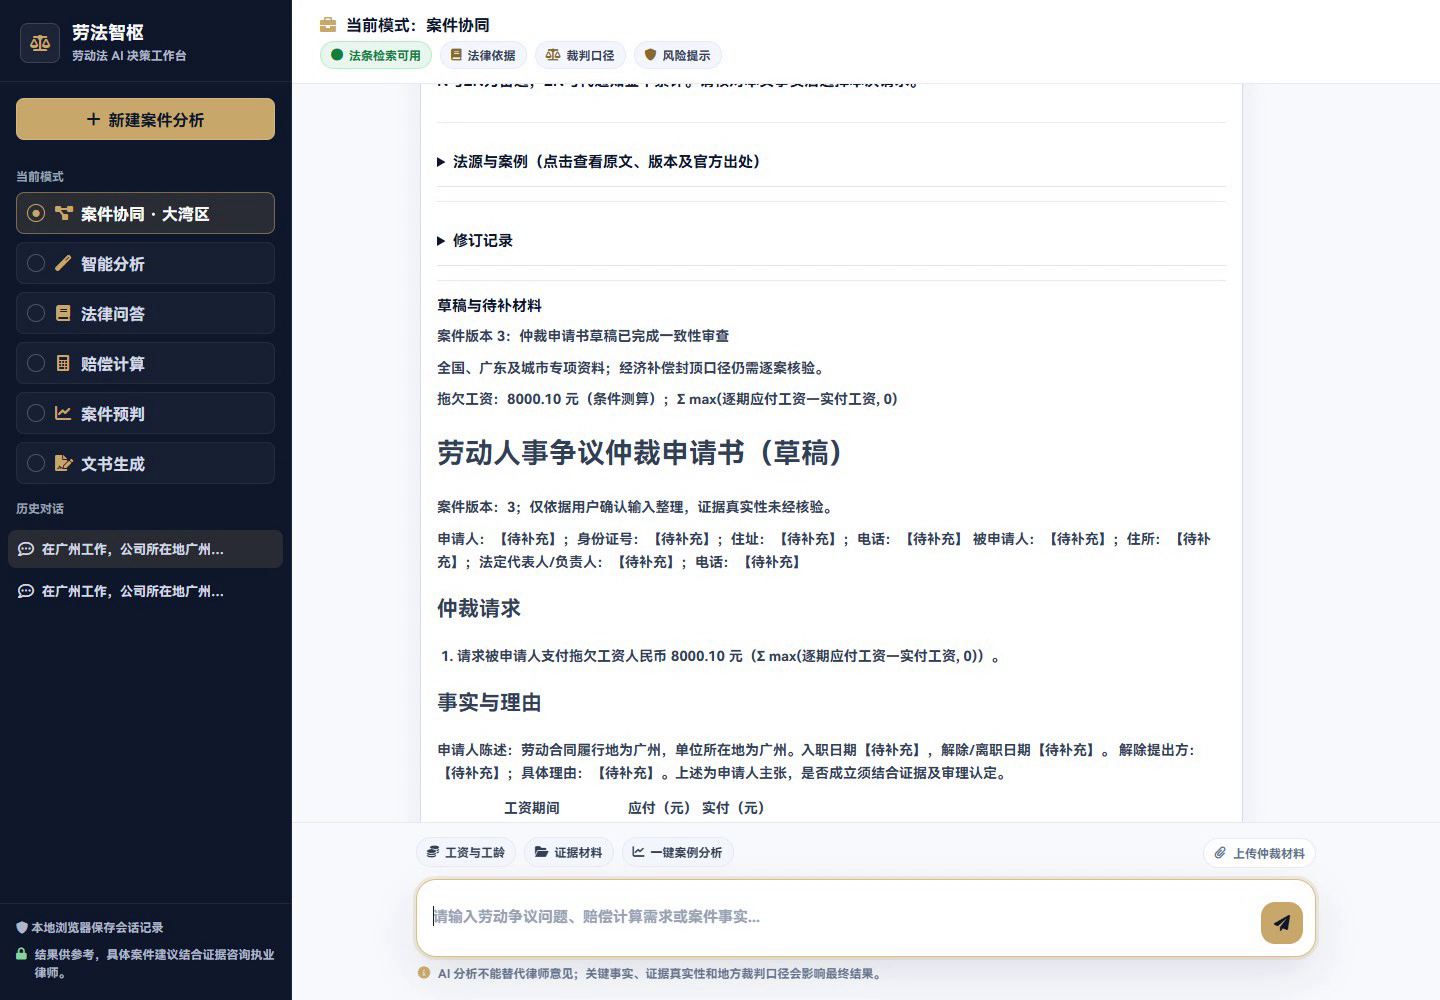 劳法智枢
劳动法 AI 决策工作台
新建案件分析
当前模式
案件协同 · 大湾区
智能分析
法律问答
赔偿计算
案件预判
文书生成
历史对话
在广州工作，公司所在地广州...
在广州工作，公司所在地广州...
本地浏览器保存会话记录
结果供参考，具体案件建议结合证据咨询执业
律师。
当前模式：案件协同
法条检索可用
法律依据
裁判口径
风险提示
法源与案例（点击查看原文、版本及官方出处）
修订记录
草稿与待补材料
案件版本 3：仲裁申请书草稿已完成一致性审查
全国、广东及城市专项资料；经济补偿封顶口径仍需逐案核验。
拖欠工资：8000.10 元（条件测算）；Σ max(逐期应付工资—实付工资, 0)
劳动人事争议仲裁申请书（草稿）
案件版本：3；仅依据用户确认输入整理，证据真实性未经核验。
申请人：【待补充】；身份证号：【待补充】；住址：【待补充】；电话：【待补充】 被申请人：【待补充】；住所：【待补
充】；法定代表人/负责人：【待补充】；电话：【待补充】
仲裁请求
1. 请求被申请人支付拖欠工资人民币 8000.10 元（Σ max(逐期应付工资—实付工资, 0)）。
事实与理由
申请人陈述：劳动合同履行地为广州，单位所在地为广州。入职日期【待补充】，解除/离职日期【待补充】。 解除提出方：
【待补充】；具体理由：【待补充】。上述为申请人主张，是否成立须结合证据及审理认定。
工资期间 应付（元） 实付（元）
工资与工龄
证据材料
一键案例分析
上传仲裁材料
请输入劳动争议问题、赔偿计算需求或案件事实...
AI 分析不能替代律师意见；关键事实、证据真实性和地方裁判口径会影响最终结果。